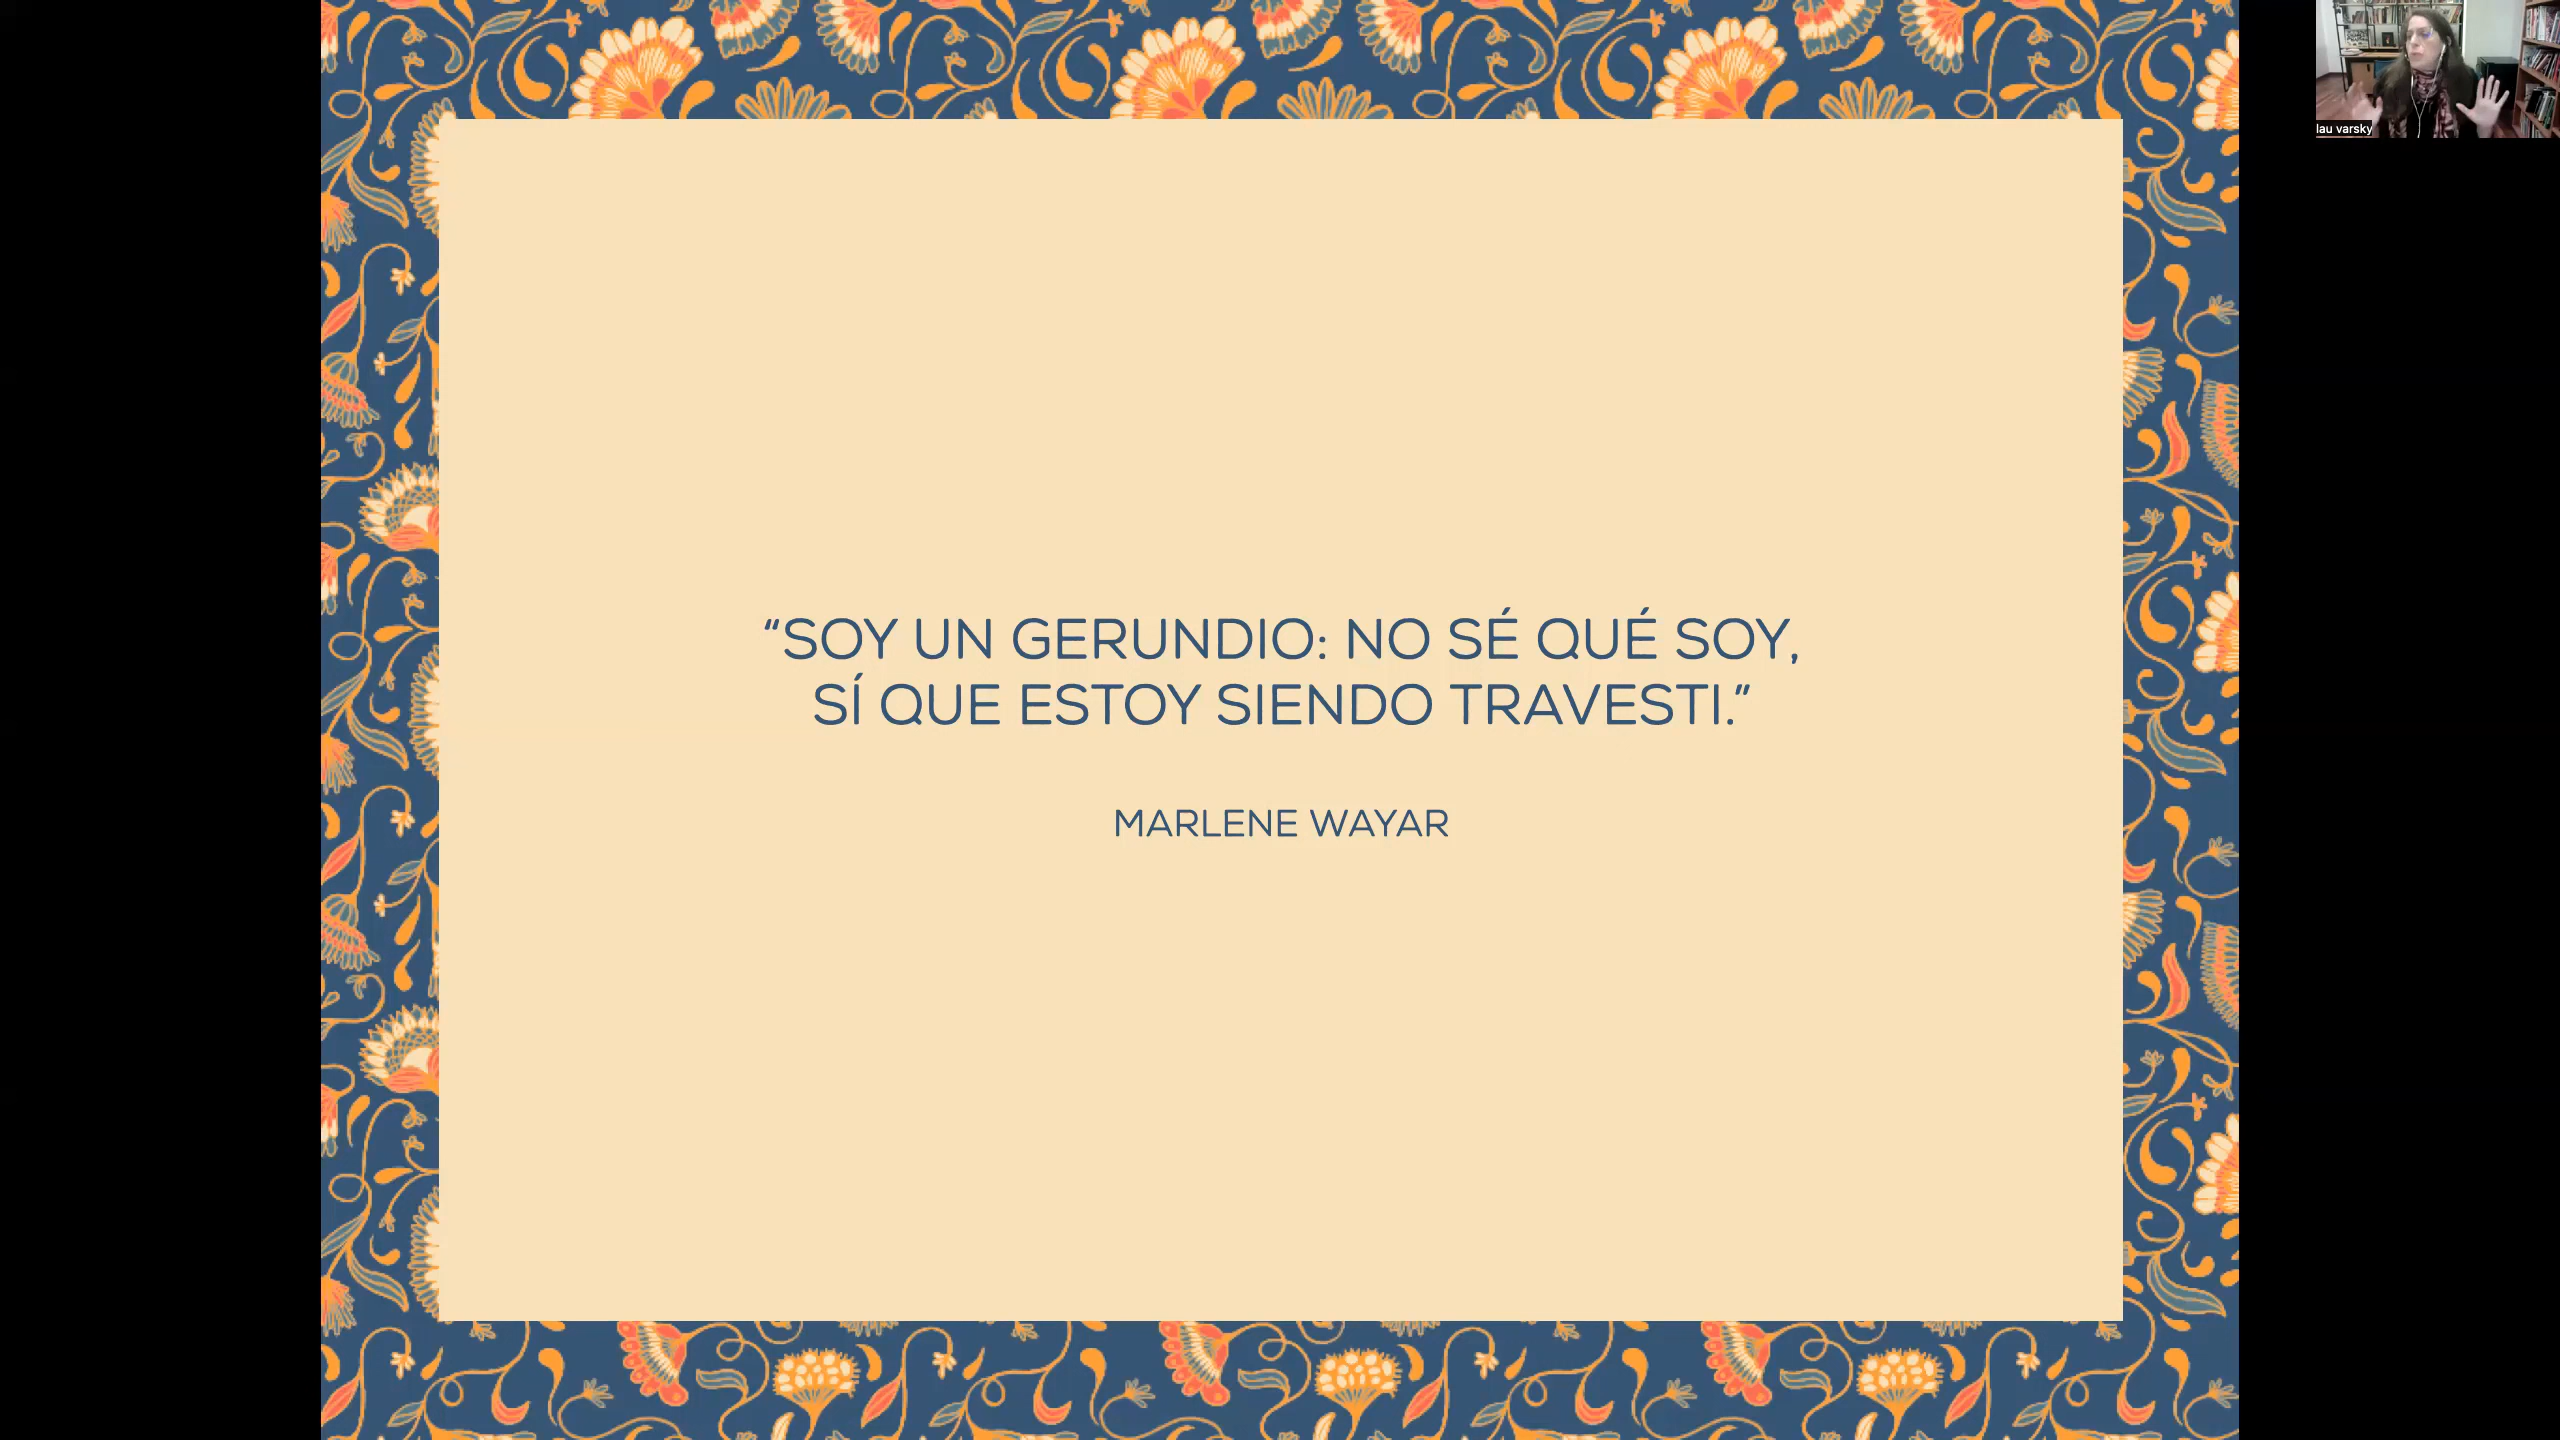 “SOY UN GERUNDIO: NO SÉ QUÉ SOY,
SÍ QUE ESTOY SIENDO TRAVESTI.”
MARLENE WAYAR
lau varsky